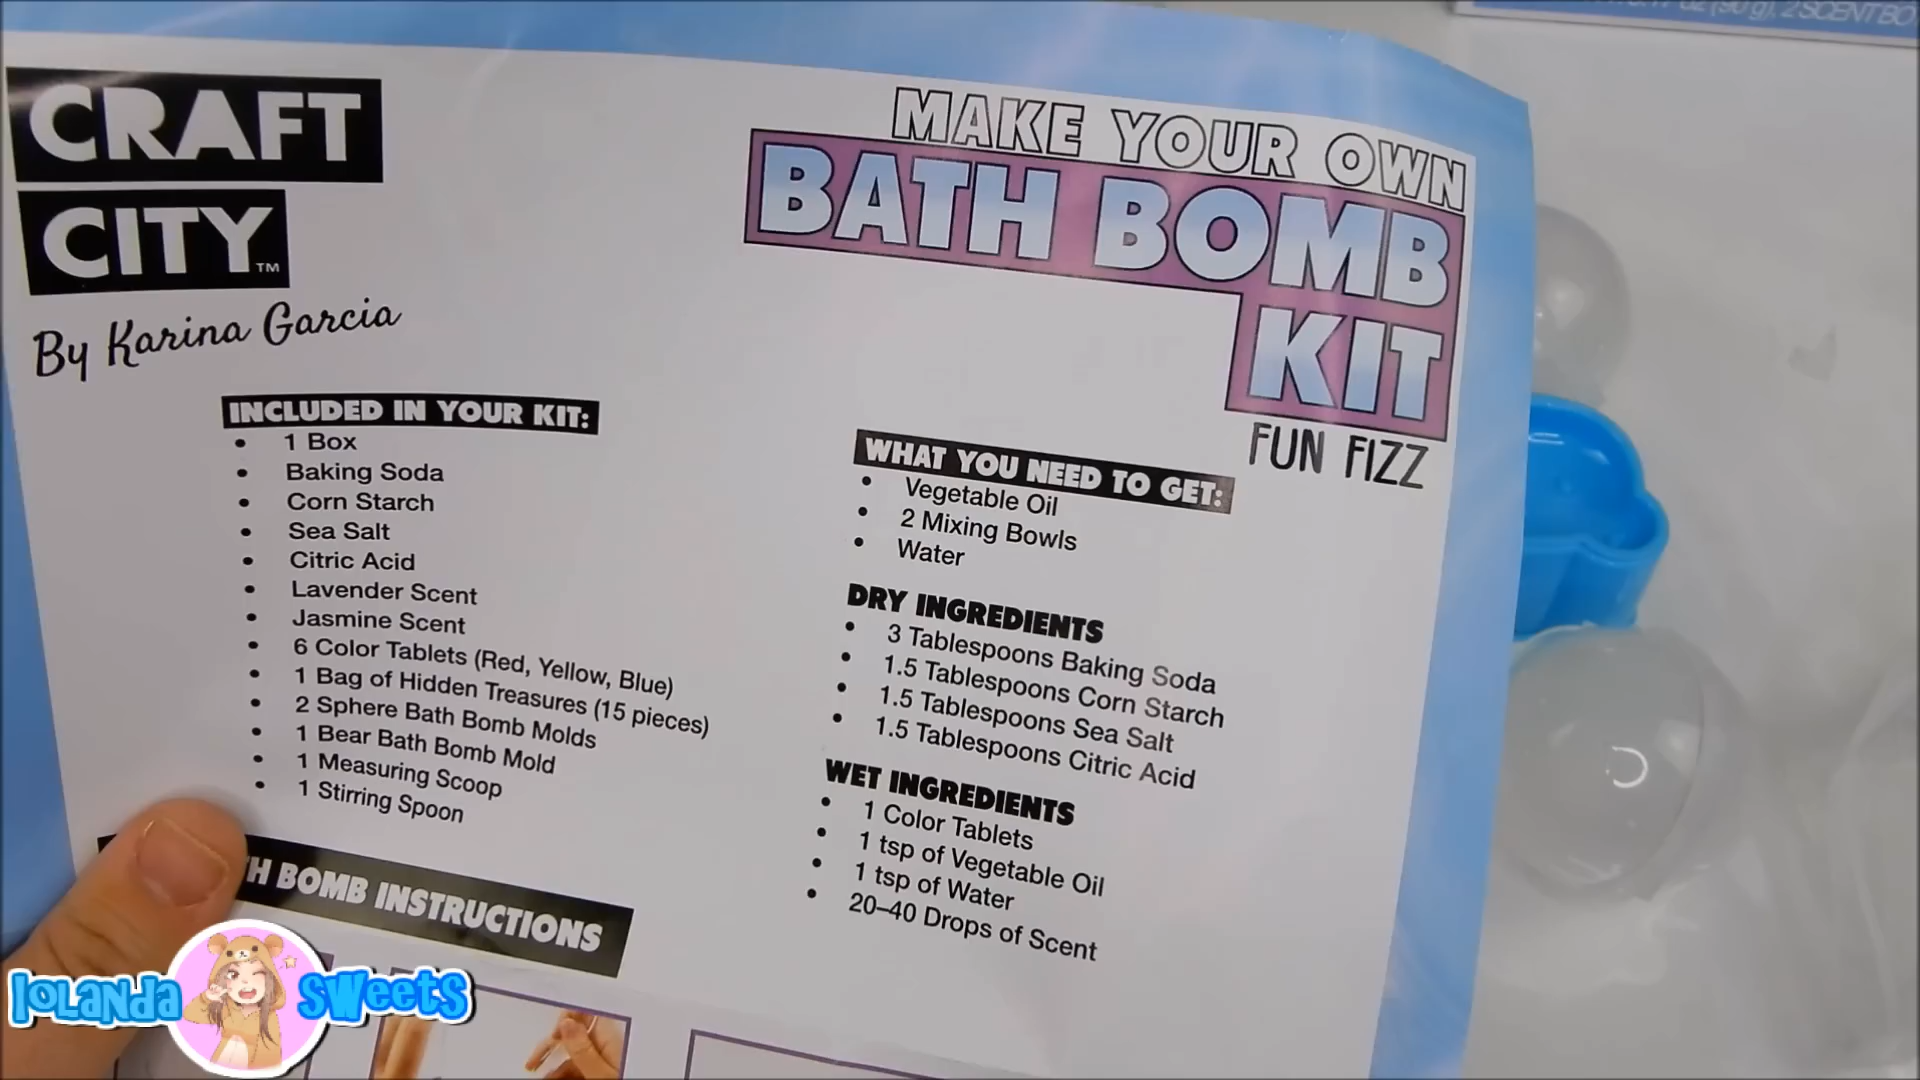 CRAFT
CITY™
By Karina Garcia
MAKE YOUR OWN
BATH BOMB
KIT
FUN FIZZ
INCLUDED IN YOUR KIT:
• 1 Box
• Baking Soda
• Corn Starch
• Sea Salt
• Citric Acid
• Lavender Scent
• Jasmine Scent
• 6 Color Tablets (Red, Yellow, Blue)
• 1 Bag of Hidden Treasures (15 pieces)
• 2 Sphere Bath Bomb Molds
• 1 Bear Bath Bomb Mold
• 1 Measuring Scoop
• 1 Stirring Spoon
WHAT YOU NEED TO GET:
• Vegetable Oil
• 2 Mixing Bowls
• Water
DRY INGREDIENTS
• 3 Tablespoons Baking Soda
• 1.5 Tablespoons Corn Starch
• 1.5 Tablespoons Sea Salt
• 1.5 Tablespoons Citric Acid
WET INGREDIENTS
• 1 Color Tablets
• 1 tsp of Vegetable Oil
• 1 tsp of Water
• 20–40 Drops of Scent
BOMB INSTRUCTIONS
Iolanda Sweets
(90 g), 2 SCENT BO